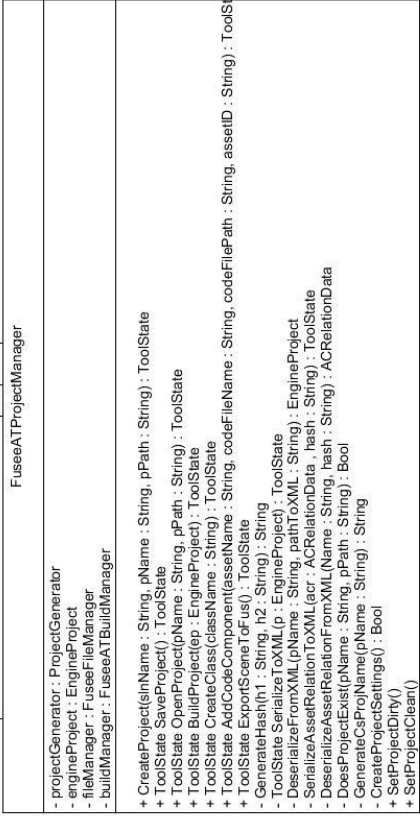 FuseeATProjectManager
- projectGenerator : ProjectGenerator
- engineProject : EngineProject
- fileManager : FuseeFileManager
- buildManager : FuseeATBuildManager
+ CreateProject(slnName : String, pName : String, pPath : String) : ToolState
+ ToolState SaveProject() : ToolState
+ ToolState OpenProject(pName : String, pPath : String) : ToolState
+ ToolState BuildProject(ep : EngineProject) : ToolState
+ ToolState CreateClass(className : String) : ToolState
+ ToolState AddCodeComponent(assetName : String, codeFileName : String, codeFilePath : String, assetID : String) : ToolSt
+ ToolState ExportSceneToFus() : ToolState
- GenerateHash(h1 : String, h2 : String) : String
- ToolState SerializeToXML(p : EngineProject) : ToolState
- DeserializeFromXML(pName : String, pathToXML : String) : EngineProject
- SerializeAssetRelationToXML(acr : ACRelationData , hash : String) : ToolState
- DeserializeAssetRelationFromXML(Name : String, hash : String) : ACRelationData
- DoesProjectExist(pName : String, pPath : String) : Bool
- GenerateCsProjName(pName : String) : String
- CreateProjectSettings() : Bool
+ SetProjectDirty()
+ SetProjectClean()